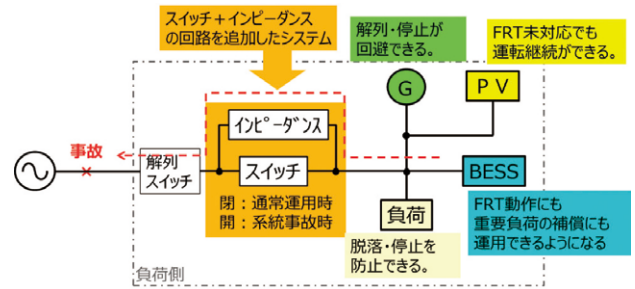 スイッチ＋インピーダンス
の回路を追加したシステム
解列・停止が
回避できる。
FRT未対応でも
運転継続ができる。
G
ＰＶ
インピーダンス
事故
解列
スイッチ
スイッチ
BESS
閉：通常運用時
開：系統事故時
負荷
FRT動作にも
重要負荷の補償にも
運用できるようになる
脱落・停止を
防止できる。
負荷側